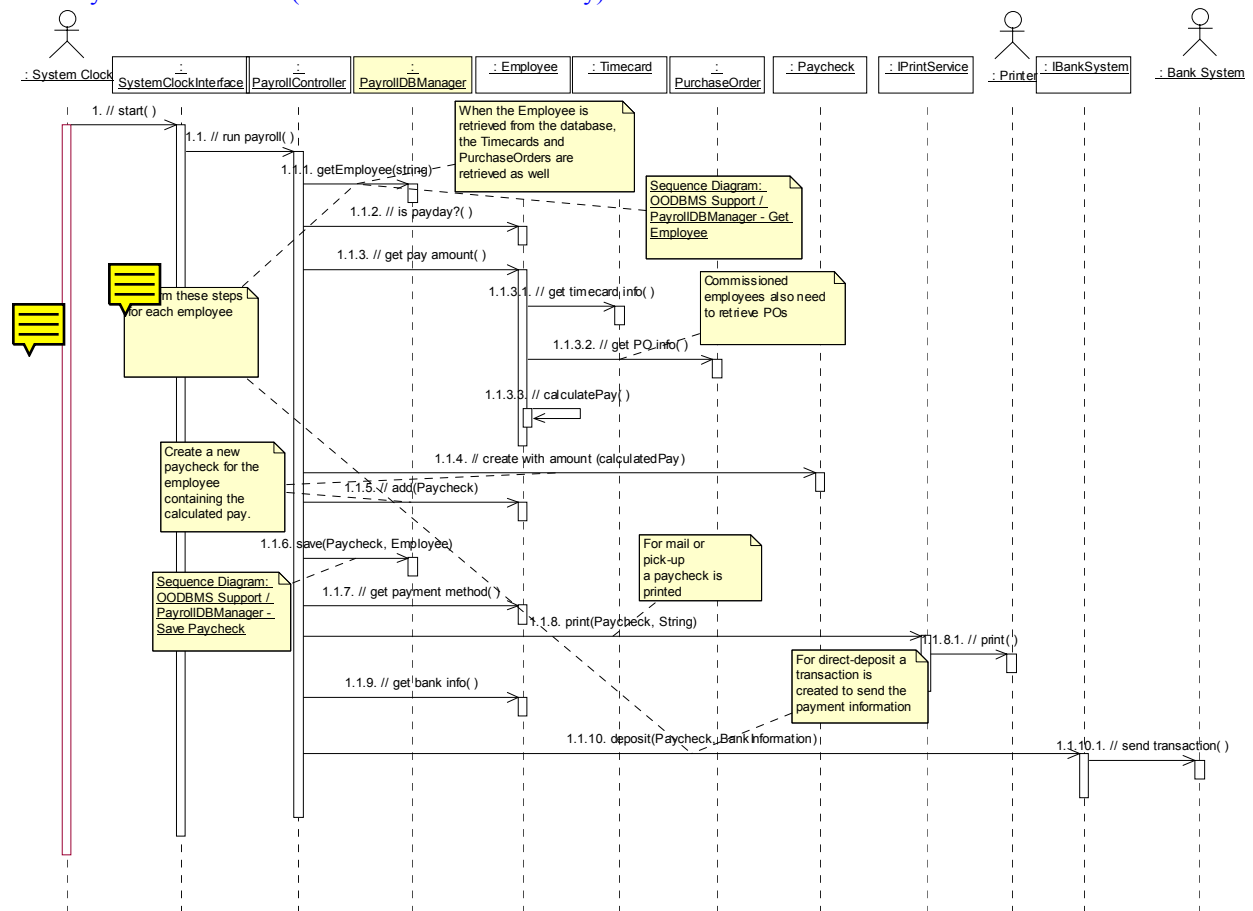 : System Clock
:
SystemClockInterface
:
PayrollController
:
PayrollDBManager
: Employee
: Timecard
:
PurchaseOrder
: Paycheck
: IPrintService
: Printer
: IBankSystem
: Bank System
1. // start( )
1.1. // run payroll( )
When the Employee is
retrieved from the database,
the Timecards and
PurchaseOrders are
retrieved as well
1.1.1. getEmployee(string)
Sequence Diagram:
OODBMS Support /
PayrollDBManager - Get
Employee
1.1.2. // is payday?( )
1.1.3. // get pay amount( )
these steps
for each employee
1.1.3.1. // get timecard info( )
Commissioned
employees also need
to retrieve POs
1.1.3.2. // get PO info( )
1.1.3.3. // calculatePay( )
Create a new
paycheck for the
employee
containing the
calculated pay.
1.1.4. // create with amount (calculatedPay)
1.1.5. // add(Paycheck)
1.1.6. save(Paycheck, Employee)
For mail or
pick-up
a paycheck is
printed
Sequence Diagram:
OODBMS Support /
PayrollDBManager -
Save Paycheck
1.1.7. // get payment method( )
1.1.8. print(Paycheck, String)
1.1.8.1. // print( )
For direct-deposit a
transaction is
created to send the
payment information
1.1.9. // get bank info( )
1.1.10. deposit(Paycheck, BankInformation)
1.1.10.1. // send transaction( )